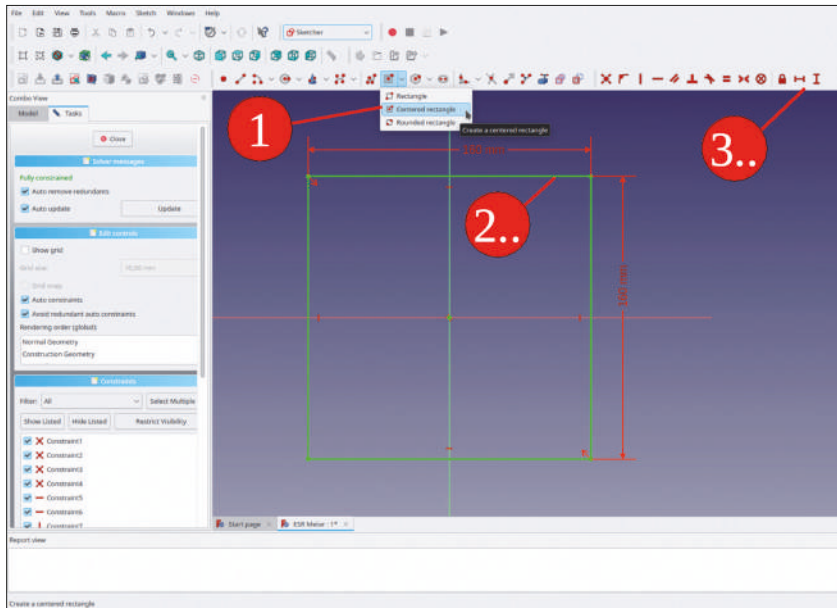 File Edit View Tools Macro Sketch Windows Help
Sketcher
Combo View
Model Tasks
Close
Solver messages
Fully constrained
Auto remove redundants
Auto update Update
Edit controls
Show grid
Grid size: 10,00 mm
Grid snap
Auto constraints
Avoid redundant auto constraints
Rendering order (global)
Normal Geometry
Construction Geometry
Constraints
Filter: All Select Multiple
Show Listed Hide Listed Restrict Visibility
Constraint1
Constraint2
Constraint3
Constraint4
Constraint5
Constraint6
Constraint7
Rectangle
Centered rectangle
Rounded rectangle
Create a centered rectangle
1
2..
3..
Start page
ESR Meter : 1*
Report view
Create a centered rectangle